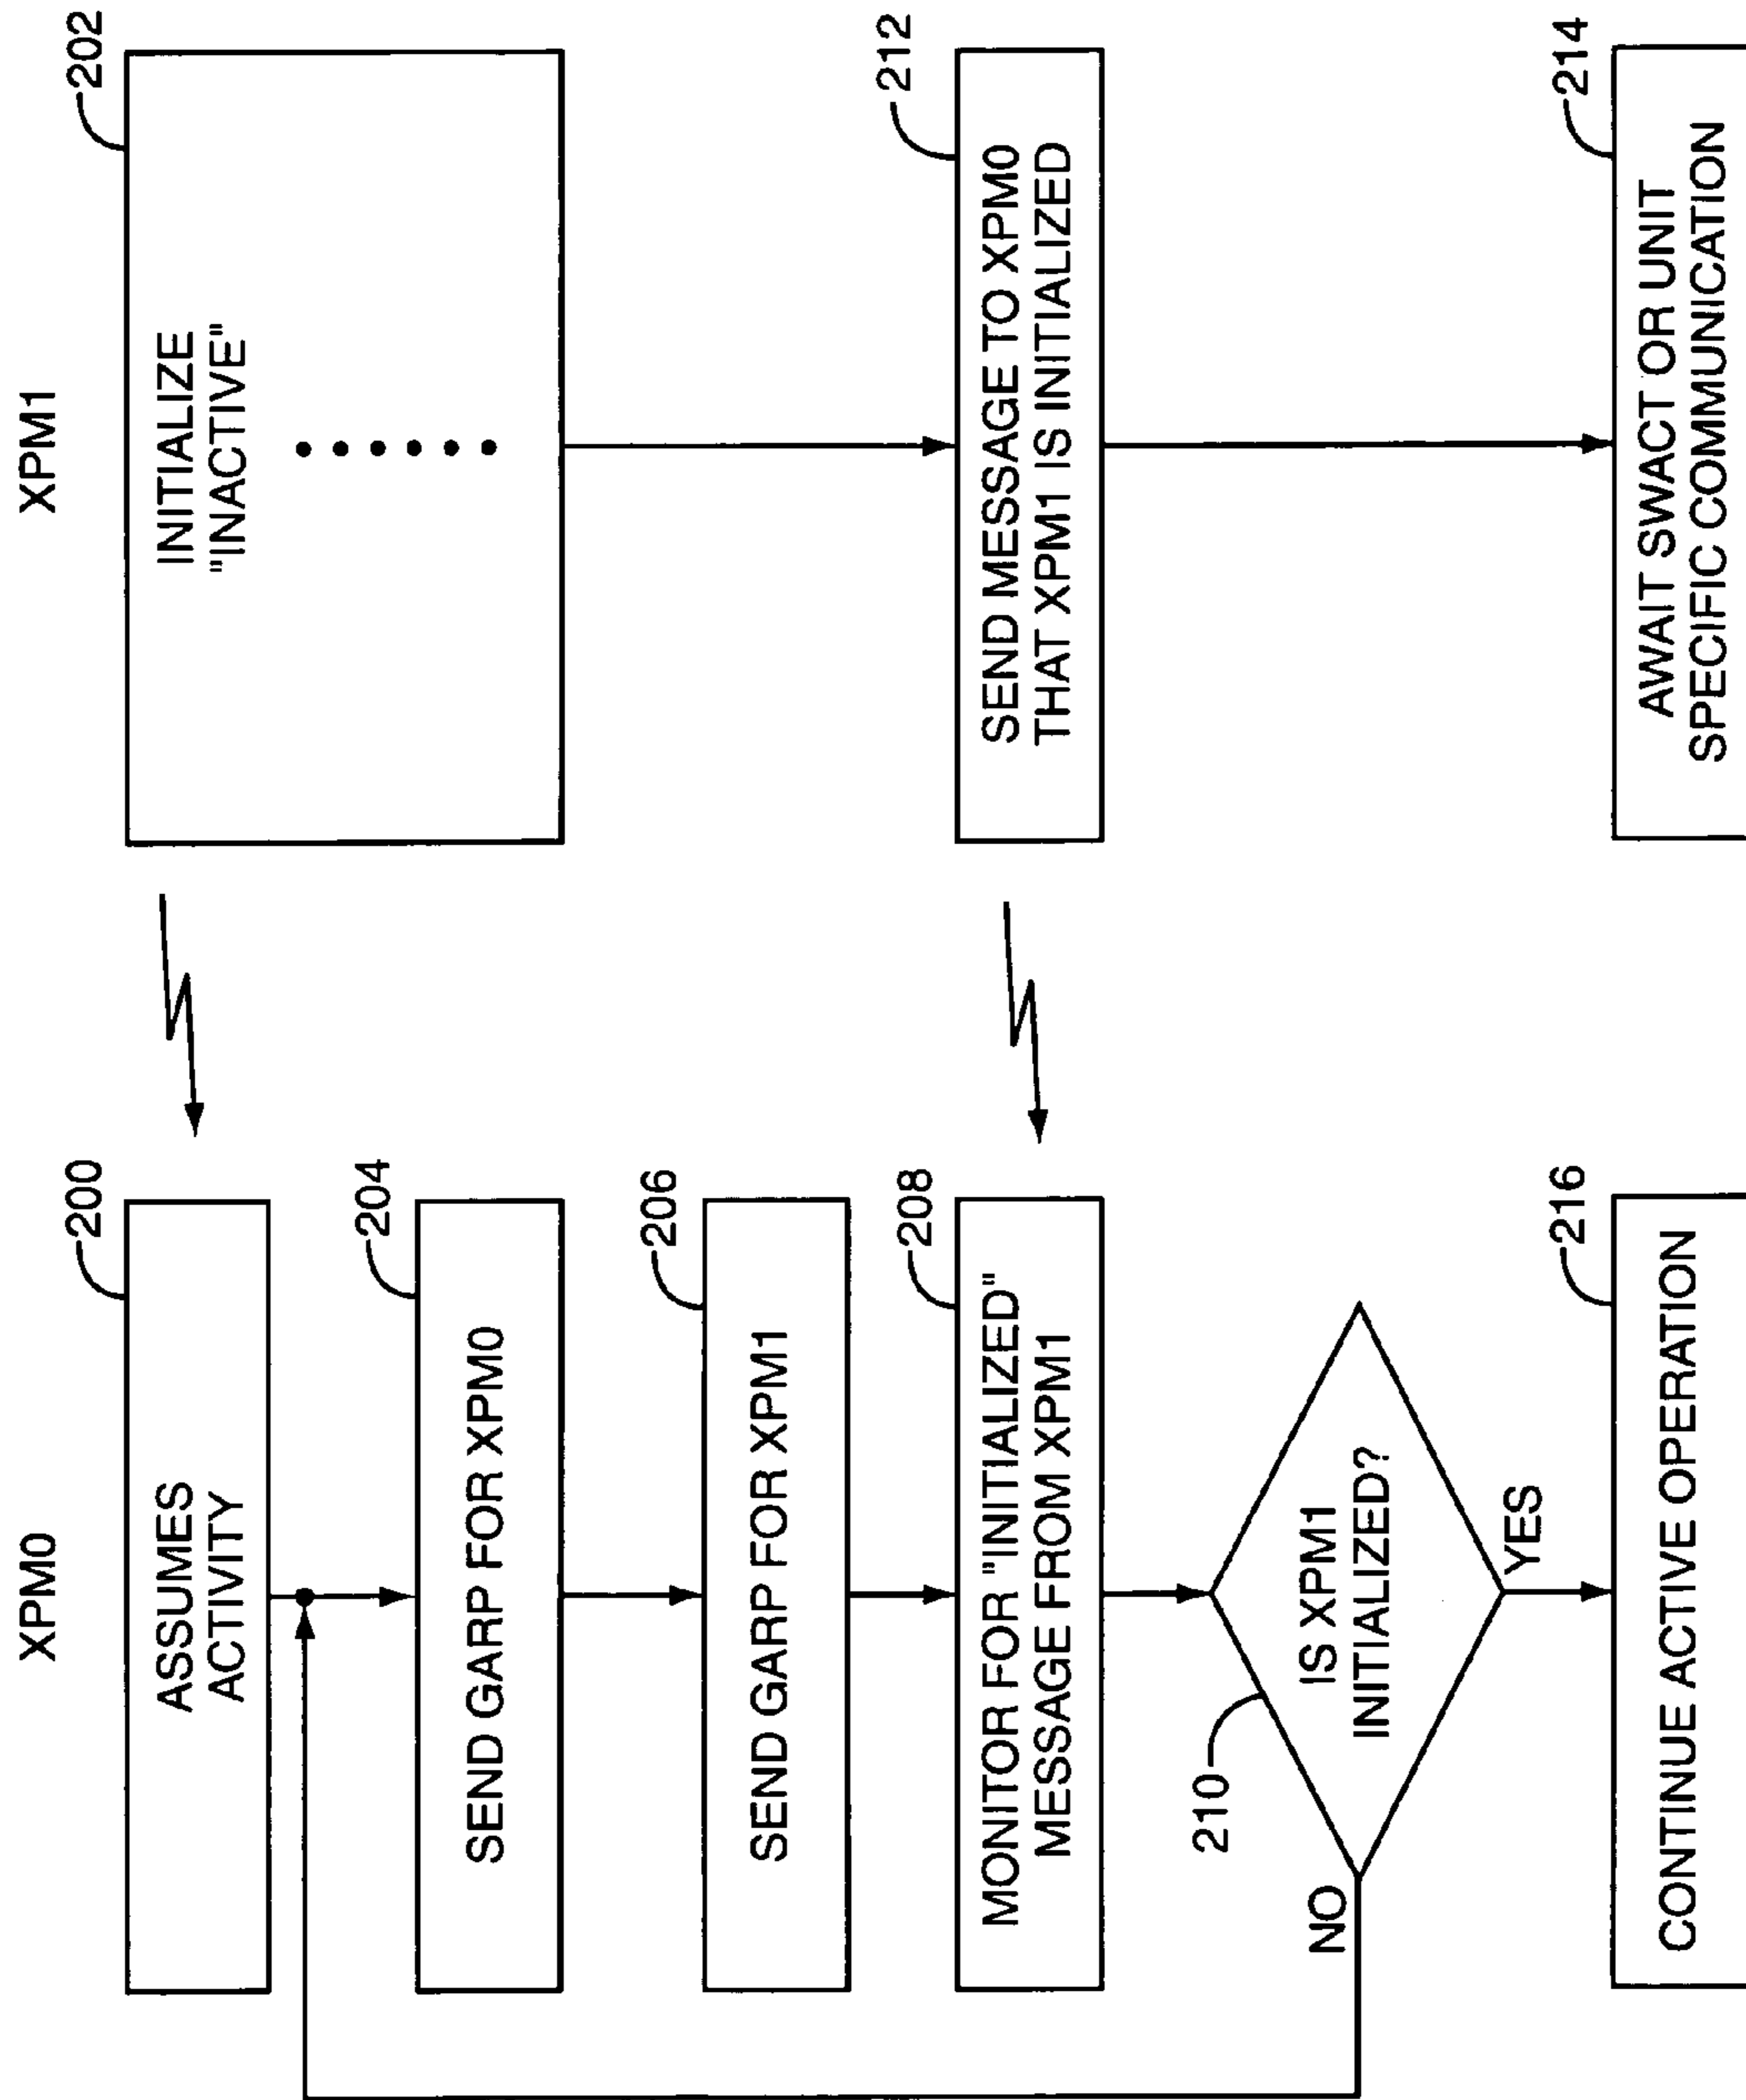 XPM0
200
ASSUMES
ACTIVITY
204
SEND GARP FOR XPM0
206
SEND GARP FOR XPM1
208
MONITOR FOR "INITIALIZED"
MESSAGE FROM XPM1
210
IS XPM1
INITIALIZED?
NO
YES
216
CONTINUE ACTIVE OPERATION
XPM1
202
INITIALIZE
"INACTIVE"
212
SEND MESSAGE TO XPM0
THAT XPM1 IS INITIALIZED
214
AWAIT SWACT OR UNIT
SPECIFIC COMMUNICATION